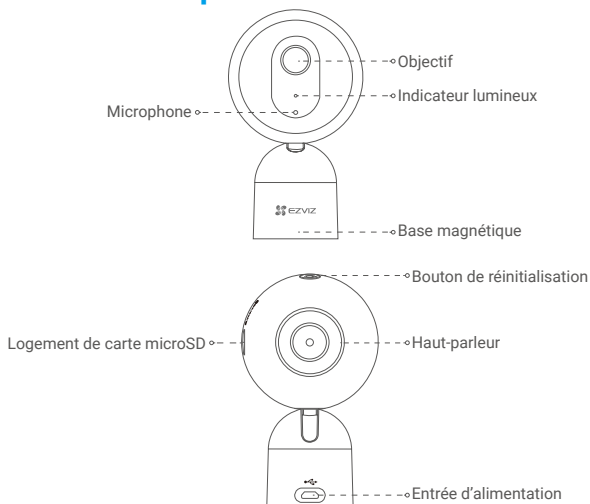 Objectif
Indicateur lumineux
Microphone
EZVIZ
Base magnétique
Bouton de réinitialisation
Logement de carte microSD
Haut-parleur
Entrée d'alimentation